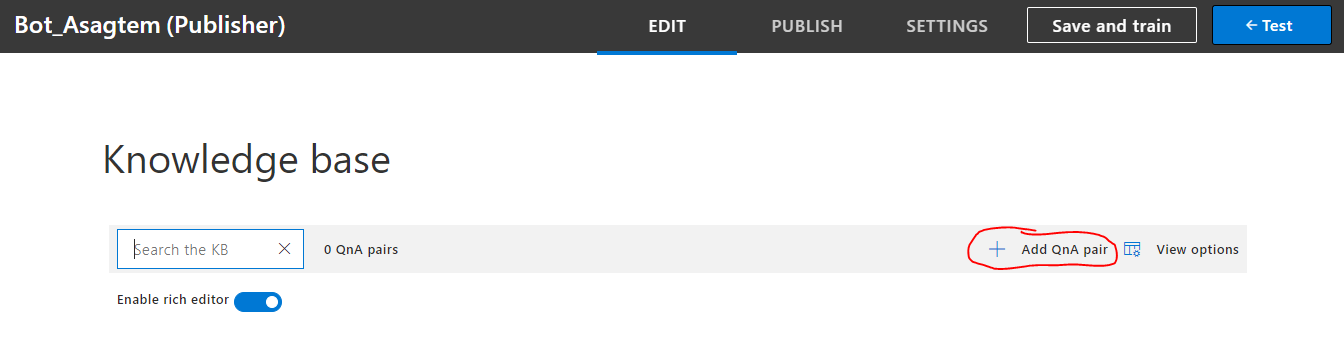 Bot_Asagtem (Publisher) EDIT PUBLISH SETTINGS Save and train ← Test
Knowledge base
Search the KB 0 QnA pairs + Add QnA pair View options
Enable rich editor